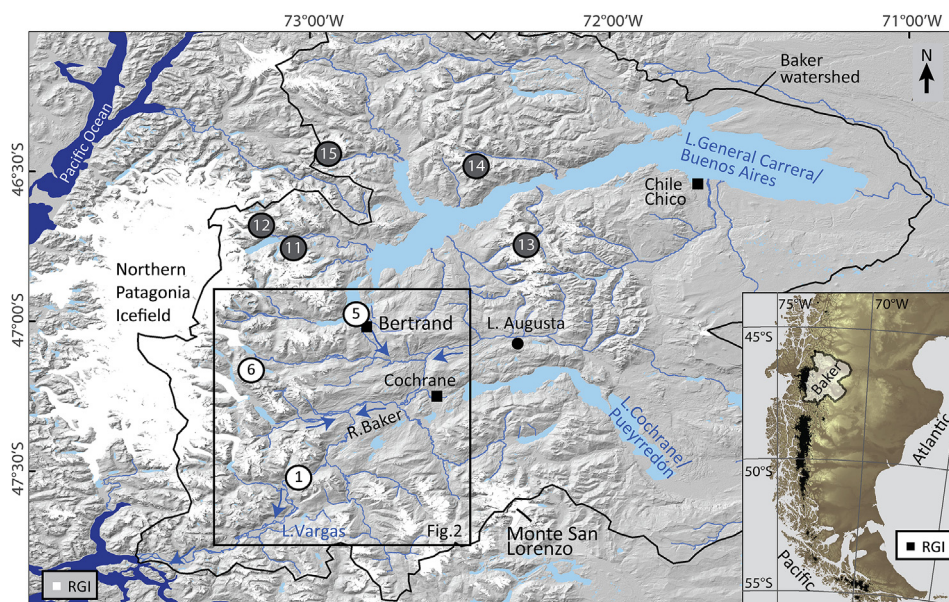 73°00'W
72°00'W
71°00'W
46°30'S
47°00'S
47°30'S
Pacific Ocean
Baker
watershed
N
15
14
L.General Carrera/
Buenos Aires
Chile
Chico
12
11
13
Northern
Patagonia
Icefield
5
Bertrand
L. Augusta
6
Cochrane
R.Baker
L.Cochrane/
Pueyrredón
1
L.Vargas
Fig.2
Monte San
Lorenzo
RGI
75°W
70°W
45°S
50°S
55°S
Baker
Atlantic
Pacific
RGI